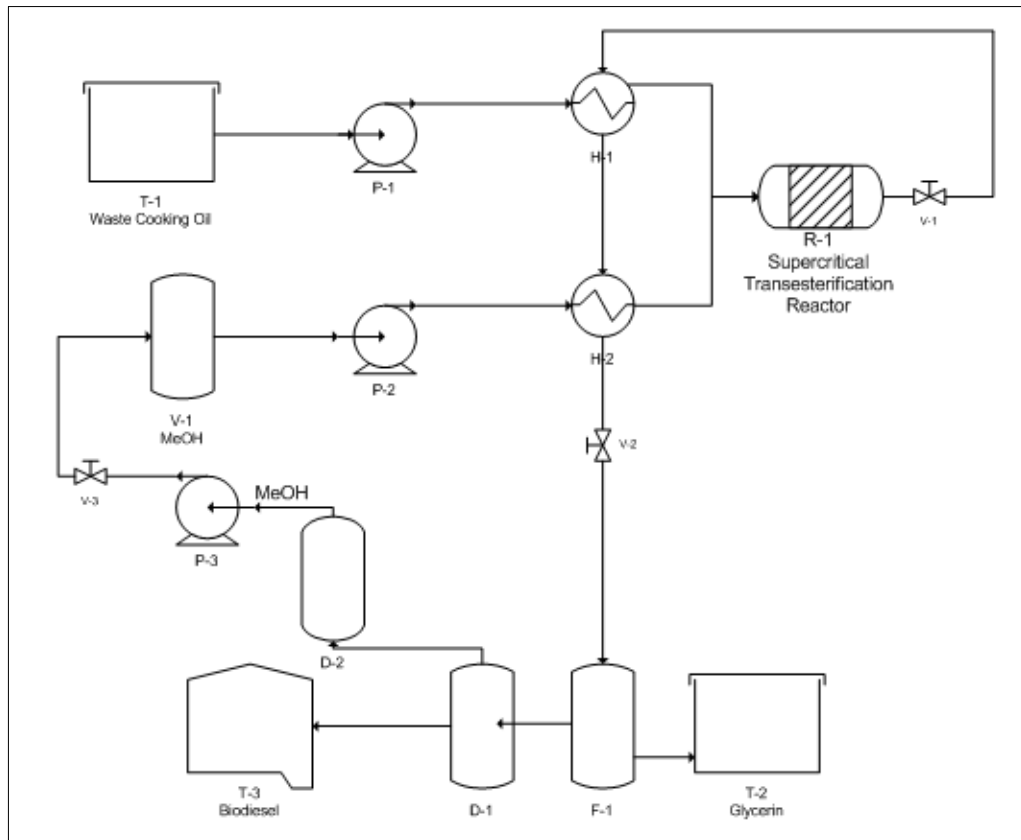 H-1
P-1
T-1
Waste Cooking Oil
V-1
R-1
Supercritical
Transesterification
Reactor
H-2
P-2
V-1
MeOH
V-2
MeOH
V-3
P-3
D-2
T-3
Biodiesel
D-1
F-1
T-2
Glycerin